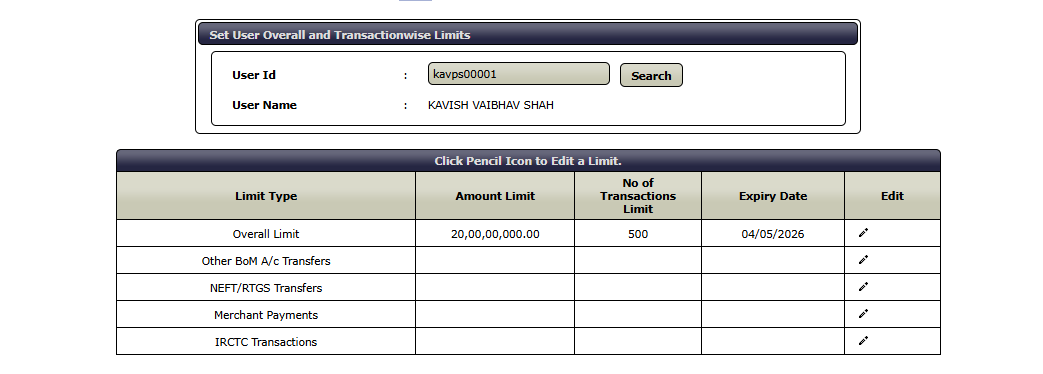 Set User Overall and Transactionwise Limits
User Id : kavps00001 Search
User Name : KAVISH VAIBHAV SHAH
Click Pencil Icon to Edit a Limit.
Limit Type Amount Limit No of Transactions Limit Expiry Date Edit
Overall Limit 20,00,00,000.00 500 04/05/2026
Other BoM A/c Transfers
NEFT/RTGS Transfers
Merchant Payments
IRCTC Transactions